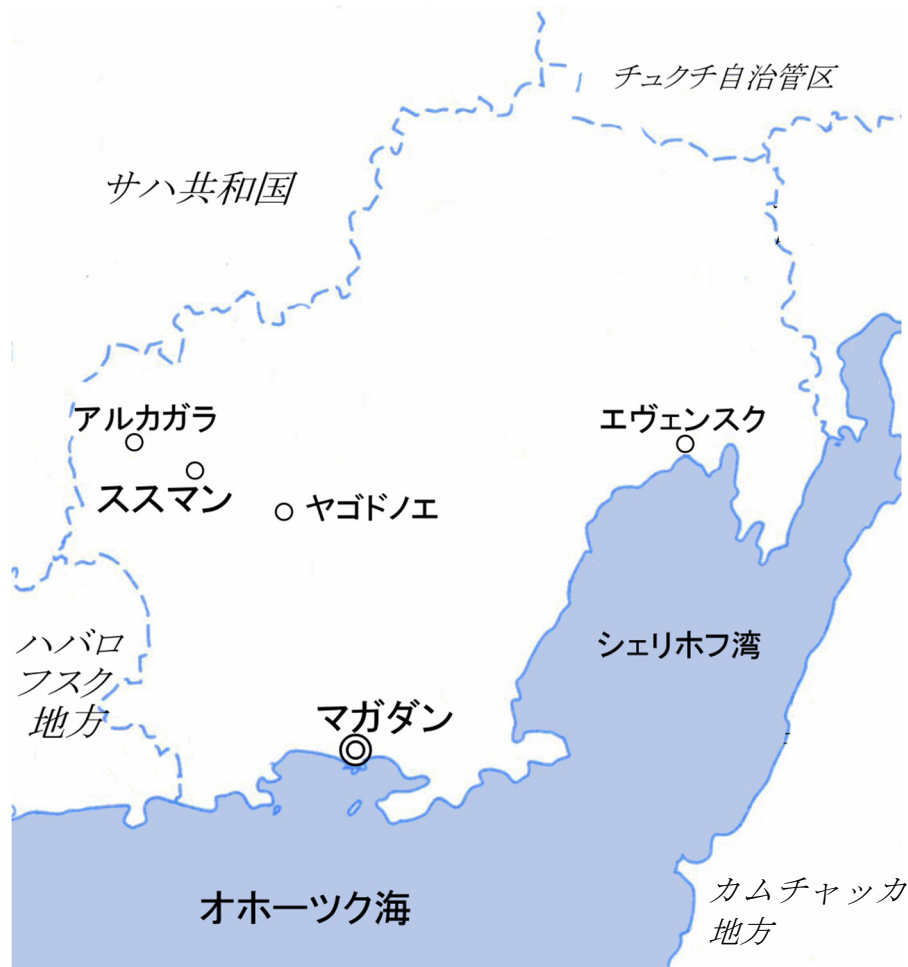 チュクチ自治管区
サハ共和国
アルカガラ
エヴェンスク
ススマン
ヤゴドノエ
ハバロ
フスク
地方
シェリホフ湾
マガダン
オホーツク海
カムチャッカ
地方